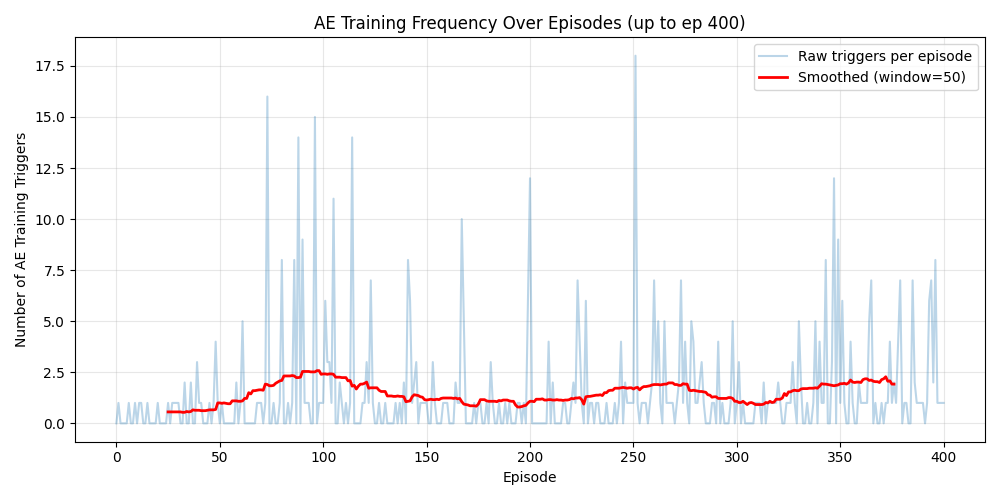 AE Training Frequency Over Episodes (up to ep 400)
Raw triggers per episode
Smoothed (window=50)
Number of AE Training Triggers
17.5
15.0
12.5
10.0
7.5
5.0
2.5
0.0
0 50 100 150 200 250 300 350 400
Episode